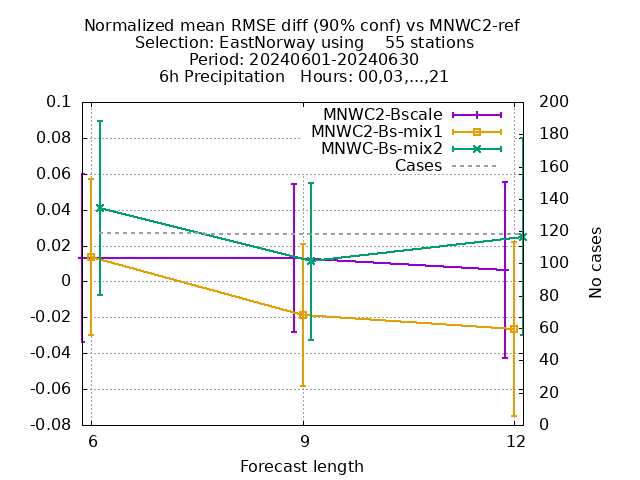 Normalized mean RMSE diff (90% conf) vs MNWC2-ref
Selection: EastNorway using    55 stations
Period: 20240601-20240630
6h Precipitation   Hours: 00,03,...,21
MNWC2-Bscale
MNWC2-Bs-mix1
MNWC-Bs-mix2
Cases
0.1
0.08
0.06
0.04
0.02
0
-0.02
-0.04
-0.06
-0.08
200
180
160
140
120
100
80
60
40
20
0
No cases
6
9
12
Forecast length